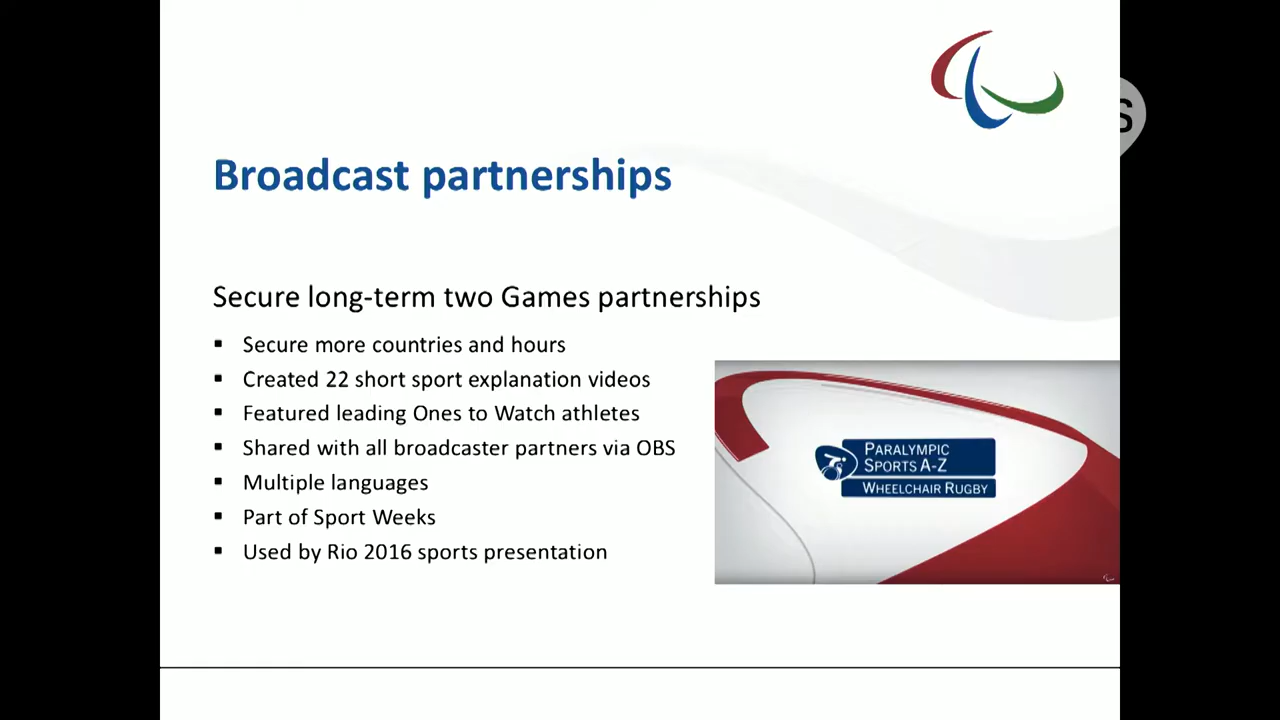 S
Broadcast partnerships
Secure long-term two Games partnerships
▪ Secure more countries and hours
▪ Created 22 short sport explanation videos
▪ Featured leading Ones to Watch athletes
▪ Shared with all broadcaster partners via OBS
▪ Multiple languages
▪ Part of Sport Weeks
▪ Used by Rio 2016 sports presentation
PARALYMPIC
SPORTS A-Z
WHEELCHAIR RUGBY